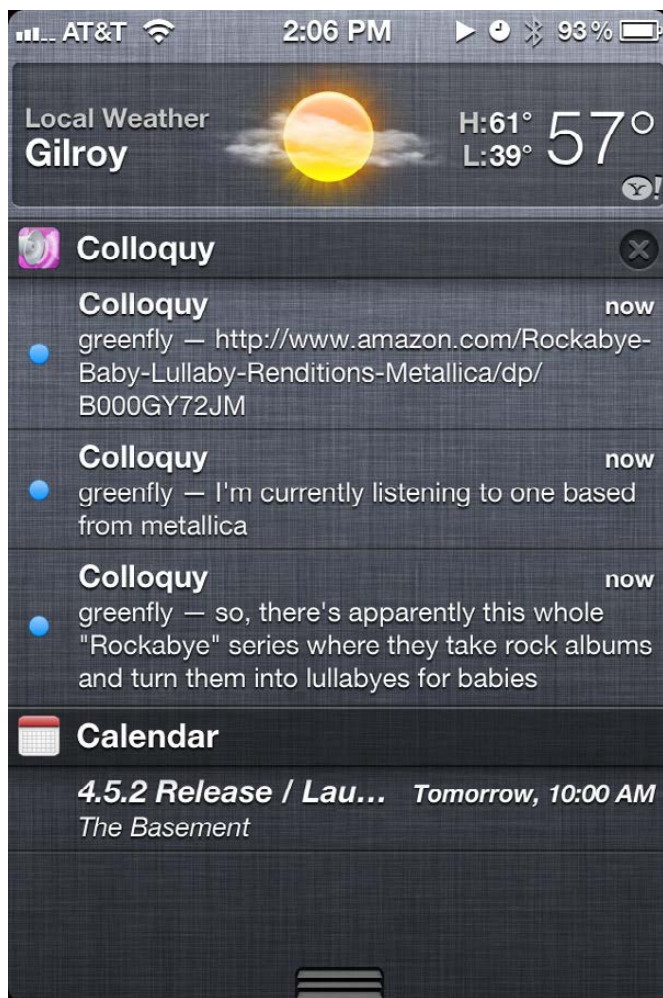 AT&T 2:06 PM 93%
Local Weather
Gilroy
H:61°
L:39°
57°
Y!
Colloquy
Colloquy now
greenfly — http://www.amazon.com/Rockabye-
Baby-Lullaby-Renditions-Metallica/dp/
B000GY72JM
Colloquy now
greenfly — I'm currently listening to one based
from metallica
Colloquy now
greenfly — so, there's apparently this whole
"Rockabye" series where they take rock albums
and turn them into lullabyes for babies
Calendar
4.5.2 Release / Lau... Tomorrow, 10:00 AM
The Basement